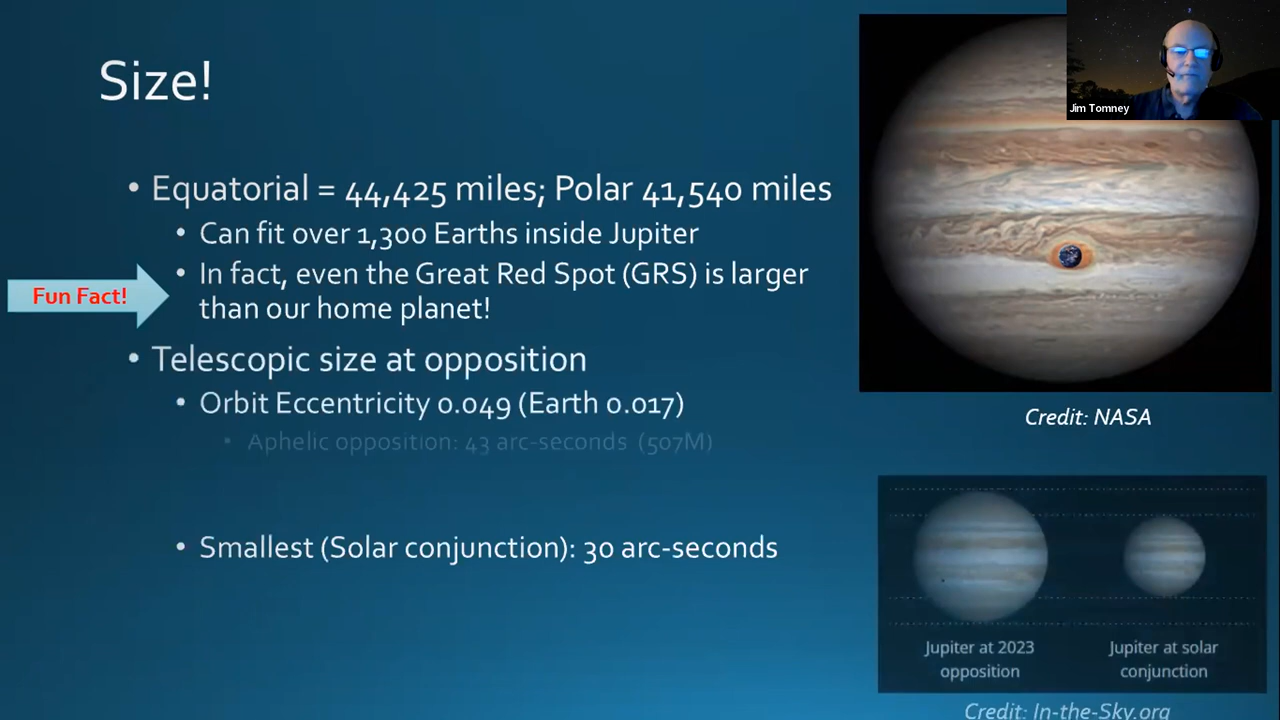 Size!
• Equatorial = 44,425 miles; Polar 41,540 miles
• Can fit over 1,300 Earths inside Jupiter
• In fact, even the Great Red Spot (GRS) is larger
than our home planet!
Fun Fact!
• Telescopic size at opposition
• Orbit Eccentricity 0.049 (Earth 0.017)
• Aphelic opposition: 43 arc-seconds (507M)
• Smallest (Solar conjunction): 30 arc-seconds
Jim Tomney
Credit: NASA
Jupiter at 2023
opposition
Jupiter at solar
conjunction
Credit: In-the-Sky.org